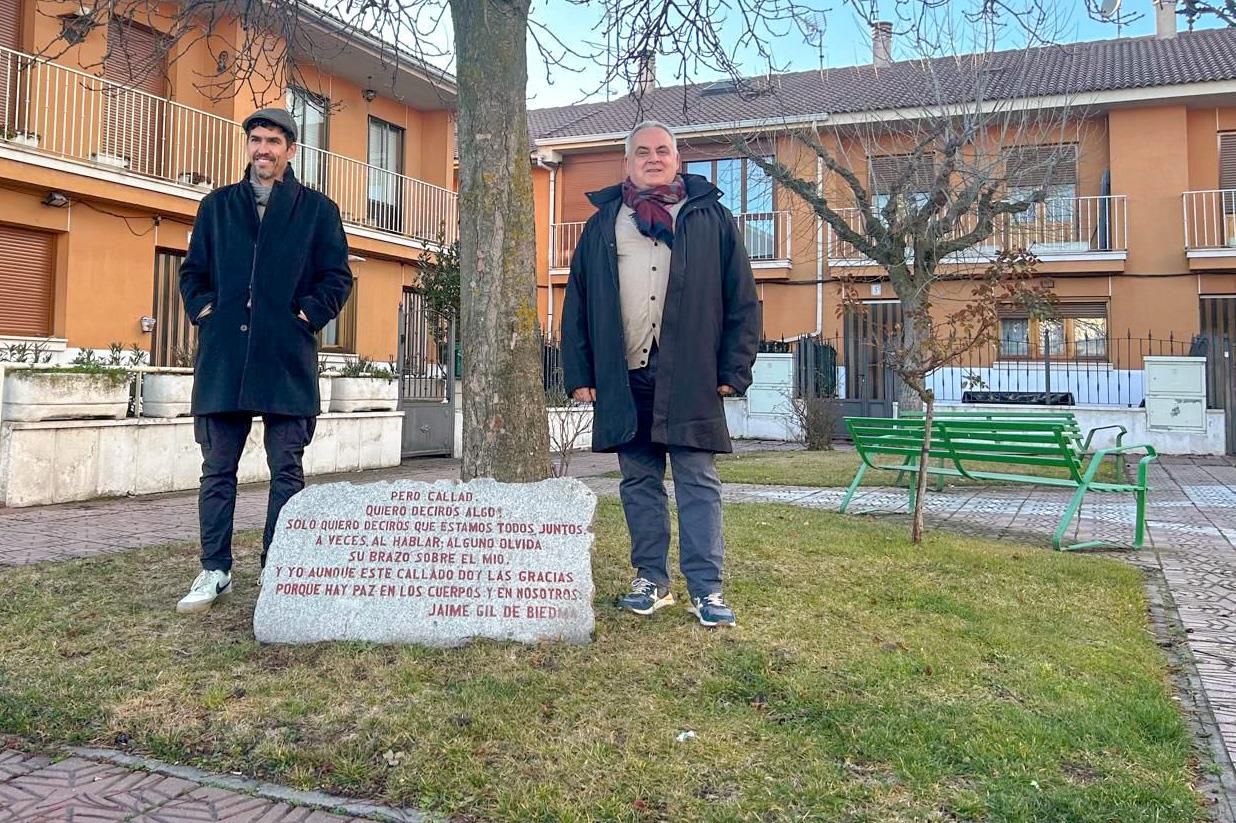 PERO CALLAD.
QUIERO DECIROS ALGO.
SÓLO QUIERO DECIROS QUE ESTAMOS TODOS JUNTOS.
A VECES, AL HABLAR, ALGUNO OLVIDA
SU BRAZO SOBRE EL MIO,
Y YO AUNQUE ESTE CALLADO DOY LAS GRACIAS
PORQUE HAY PAZ EN LOS CUERPOS Y EN NOSOTROS.
JAIME GIL DE BIEDMA